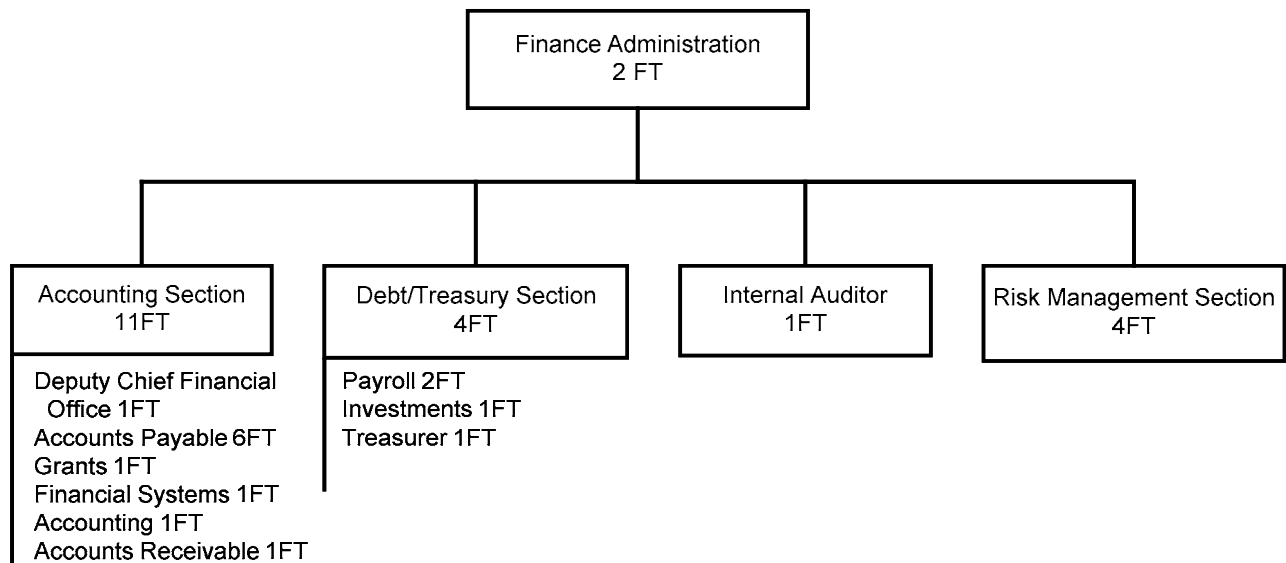 Finance Administration
2 FT
Accounting Section
11FT
Deputy Chief Financial
Office 1FT
Accounts Payable 6FT
Grants 1FT
Financial Systems 1FT
Accounting 1FT
Accounts Receivable 1FT
Debt/Treasury Section
4FT
Payroll 2FT
Investments 1FT
Treasurer 1FT
Internal Auditor
1FT
Risk Management Section
4FT